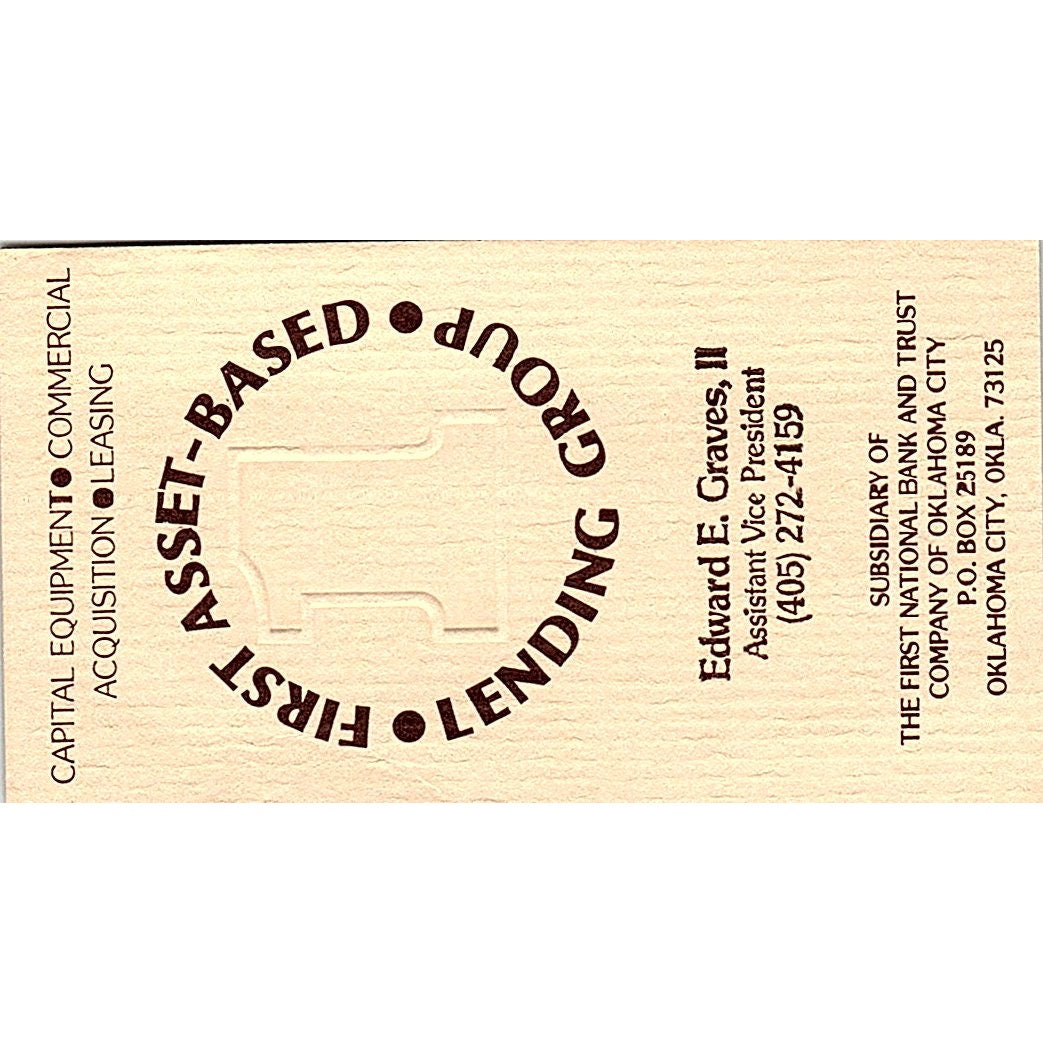 CAPITAL EQUIPMENT ● COMMERCIAL
ACQUISITION ● LEASING
FIRST ASSET-BASED ●
LENDING GROUP ●
Edward E. Graves, III
Assistant Vice President
(405) 272-4159
SUBSIDIARY OF
THE FIRST NATIONAL BANK AND TRUST
COMPANY OF OKLAHOMA CITY
P.O. BOX 25189
OKLAHOMA CITY, OKLA. 73125